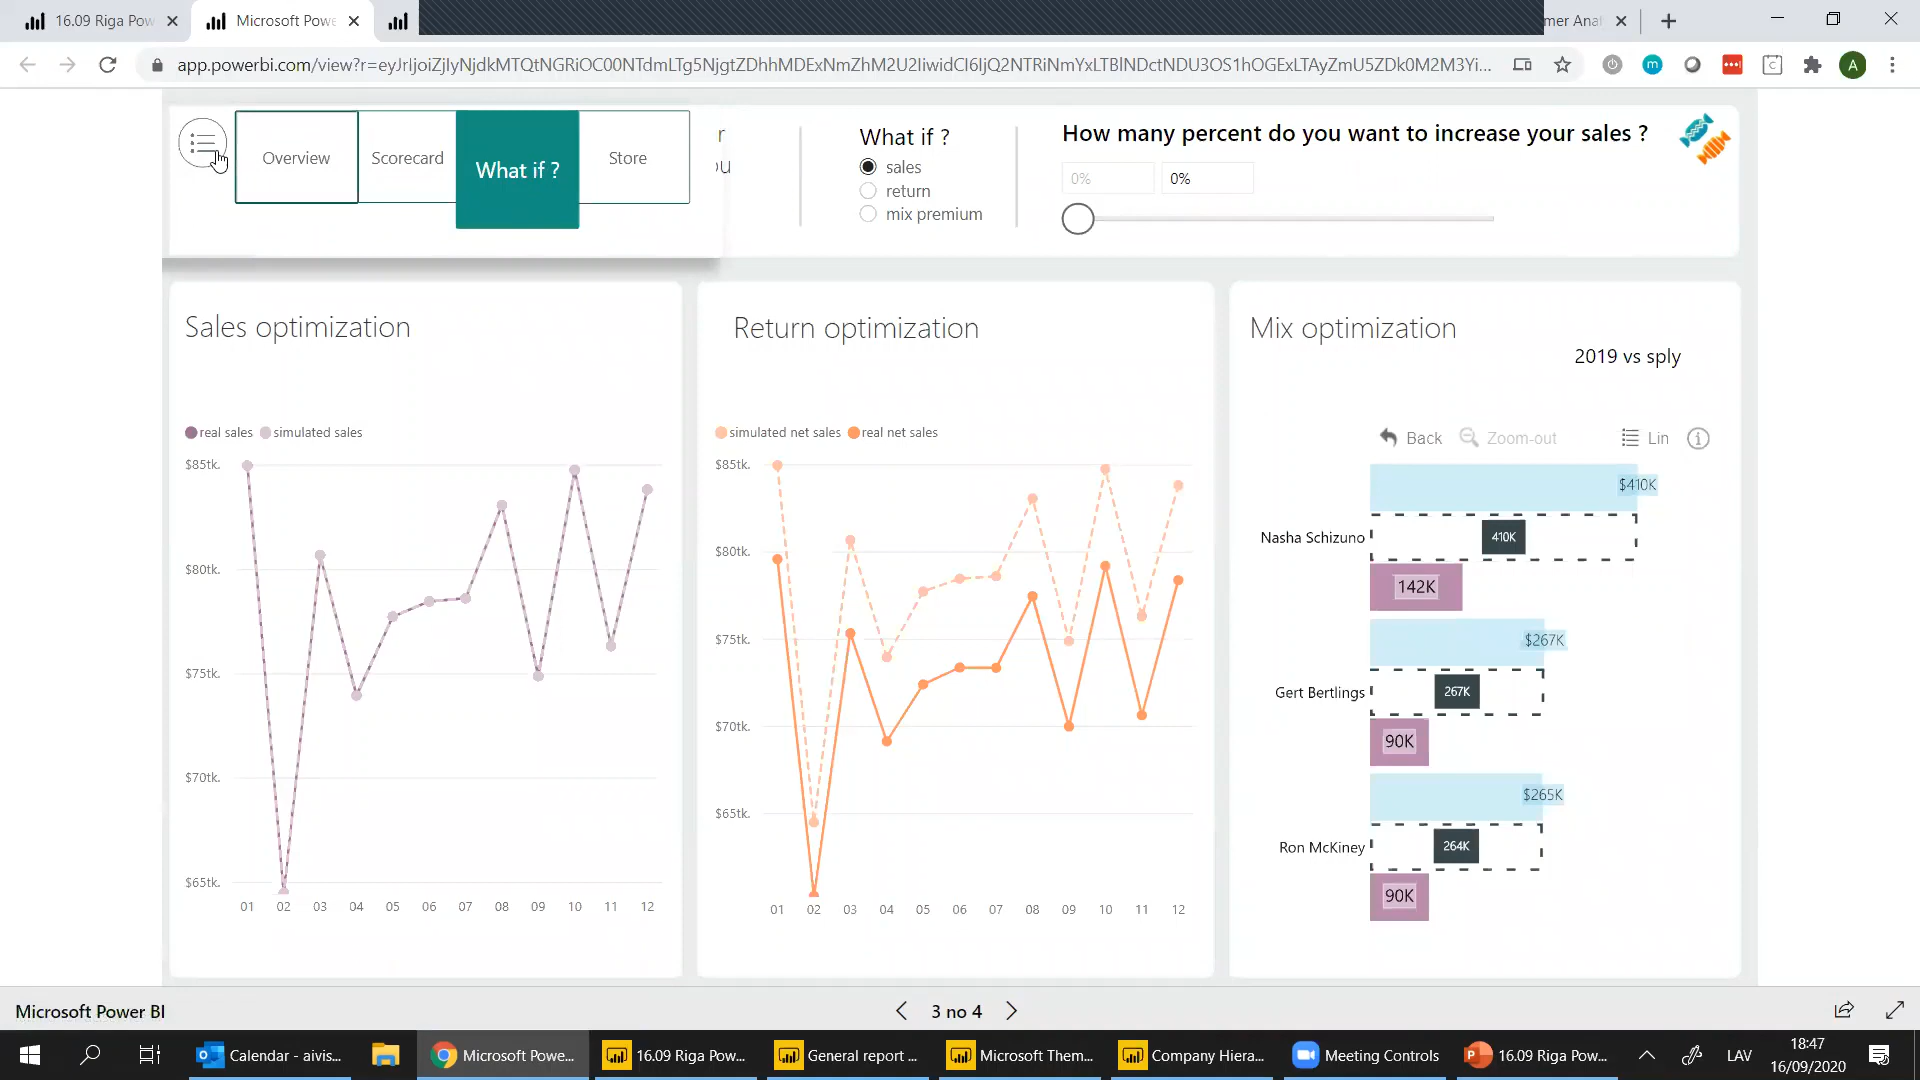 16.09 Riga Pow
Microsoft Powe
mer Anal
app.powerbi.com/view?r=
A
Overview
Scorecard
What if ?
Store
r
ou
What if ?
sales
return
mix premium
How many percent do you want to increase your sales ?
0%
0%
Sales optimization
real sales
simulated sales
$85tk.
$80tk.
$75tk.
$70tk.
$65tk.
01 02 03 04 05 06 07 08 09 10 11 12
Return optimization
simulated net sales
real net sales
$85tk.
$80tk.
$75tk.
$70tk.
$65tk.
01 02 03 04 05 06 07 08 09 10 11 12
Mix optimization
2019 vs sply
Back
Zoom-out
Lin
$410K
Nasha Schizuno
410K
142K
$267K
Gert Bertlings
267K
90K
$265K
Ron McKiney
264K
90K
Microsoft Power BI
3 no 4
Calendar - aivis...
Microsoft Powe...
16.09 Riga Pow...
General report ...
Microsoft Them...
Company Hiera...
Meeting Controls
16.09 Riga Pow...
LAV
18:47
16/09/2020